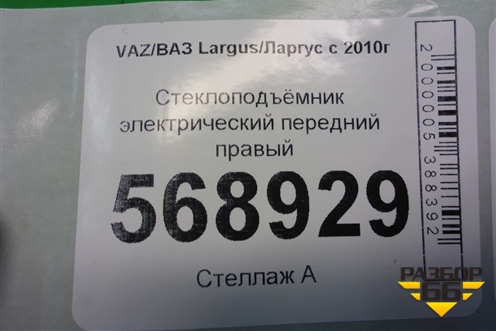 VAZ/ВАЗ Largus/Ларгус с 2010г
Стеклоподъёмник
электрический передний
правый
568929
Стеллаж А
2000005388392
РАЗБОР
66